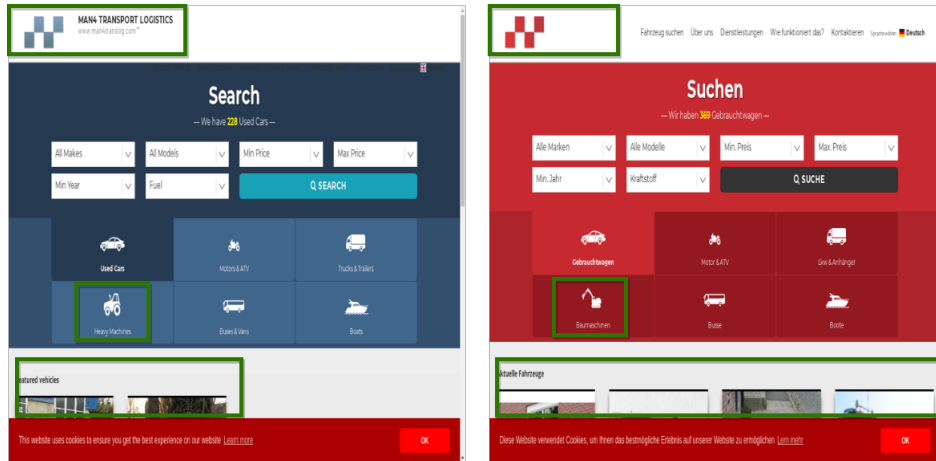 MAN4 TRANSPORT LOGISTICS
www.man4translog.com™
Search
— We have 228 Used Cars —
All Makes
All Models
Min Price
Max Price
Min Year
Fuel
SEARCH
Used Cars
Motors & ATV
Trucks & Trailers
Heavy Machines
Buses & Vans
Boats
eatured vehicles
This website uses cookies to ensure you get the best experience on our website Learn more
OK
Fahrzeug suchen Über uns Dienstleistungen Wie funktioniert das? Kontaktieren Sprache wählen: Deutsch
Suchen
— Wir haben 369 Gebrauchtwagen —
Alle Marken
Alle Modelle
Min. Preis
Max. Preis
Min. Jahr
Kraftstoff
SUCHE
Gebrauchtwagen
Motor & ATV
Lkw & Anhänger
Baumaschinen
Busse
Boote
ktuelle Fahrzeuge
Diese Website verwendet Cookies, um Ihnen das bestmögliche Erlebnis auf unserer Website zu ermöglichen Lern mehr
OK